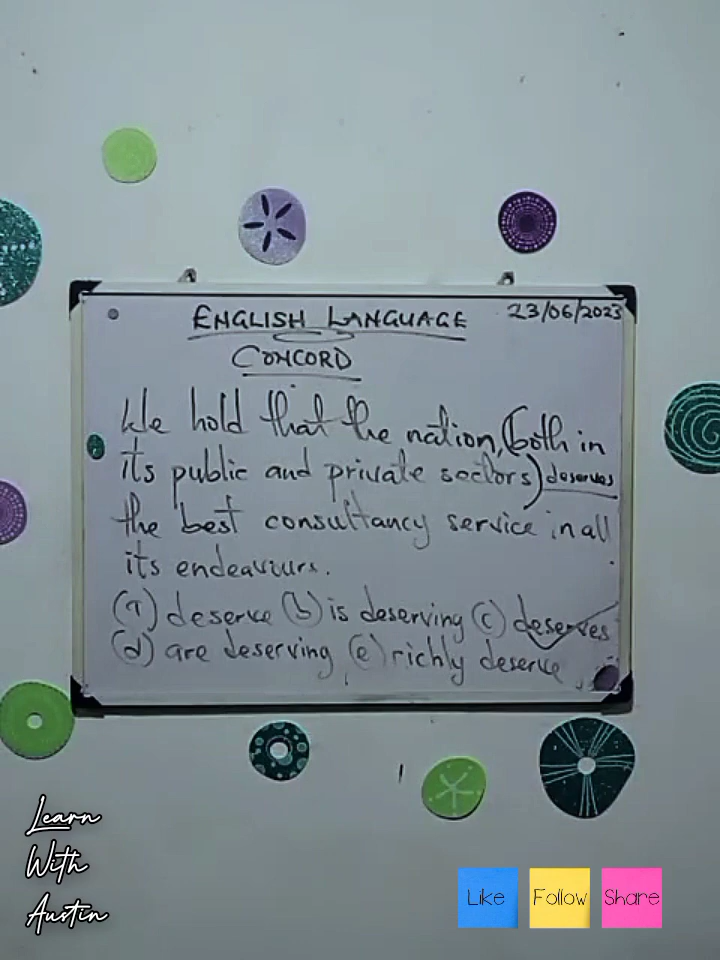 ENGLISH LANGUAGE
23/06/2023
CONCORD
We hold that the nation, (both in
its public and private sectors) deserves
the best consultancy service in all
its endeavours.
(a) deserve (b) is deserving (c) deserves
(d) are deserving (e) richly deserve
Learn
With
Austin
Like Follow Share